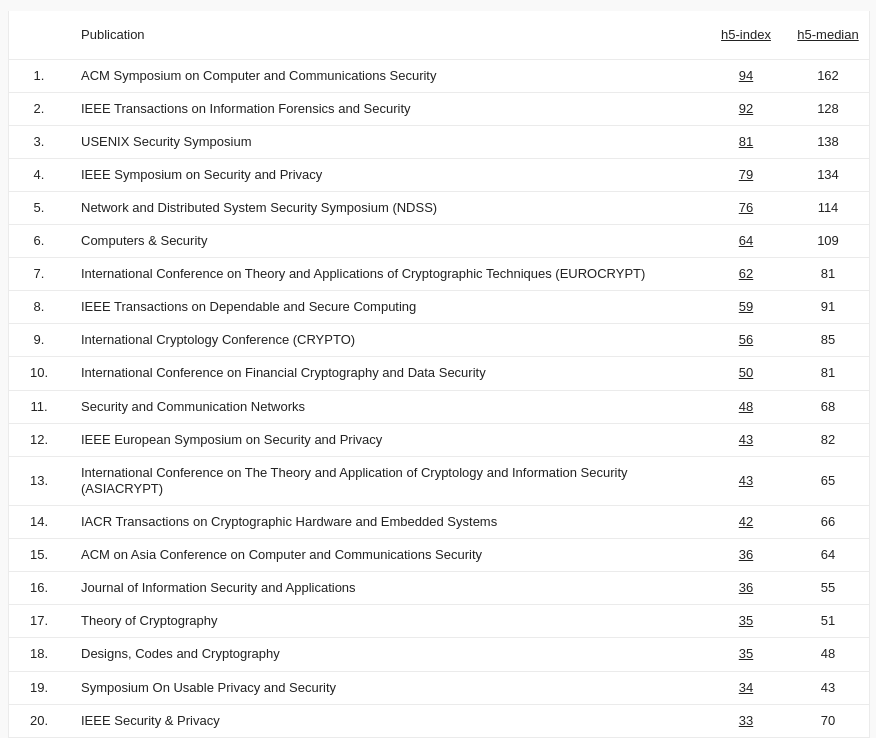 Publication h5-index h5-median
1. ACM Symposium on Computer and Communications Security 94 162
2. IEEE Transactions on Information Forensics and Security 92 128
3. USENIX Security Symposium 81 138
4. IEEE Symposium on Security and Privacy 79 134
5. Network and Distributed System Security Symposium (NDSS) 76 114
6. Computers & Security 64 109
7. International Conference on Theory and Applications of Cryptographic Techniques (EUROCRYPT) 62 81
8. IEEE Transactions on Dependable and Secure Computing 59 91
9. International Cryptology Conference (CRYPTO) 56 85
10. International Conference on Financial Cryptography and Data Security 50 81
11. Security and Communication Networks 48 68
12. IEEE European Symposium on Security and Privacy 43 82
13. International Conference on The Theory and Application of Cryptology and Information Security
(ASIACRYPT) 43 65
14. IACR Transactions on Cryptographic Hardware and Embedded Systems 42 66
15. ACM on Asia Conference on Computer and Communications Security 36 64
16. Journal of Information Security and Applications 36 55
17. Theory of Cryptography 35 51
18. Designs, Codes and Cryptography 35 48
19. Symposium On Usable Privacy and Security 34 43
20. IEEE Security & Privacy 33 70